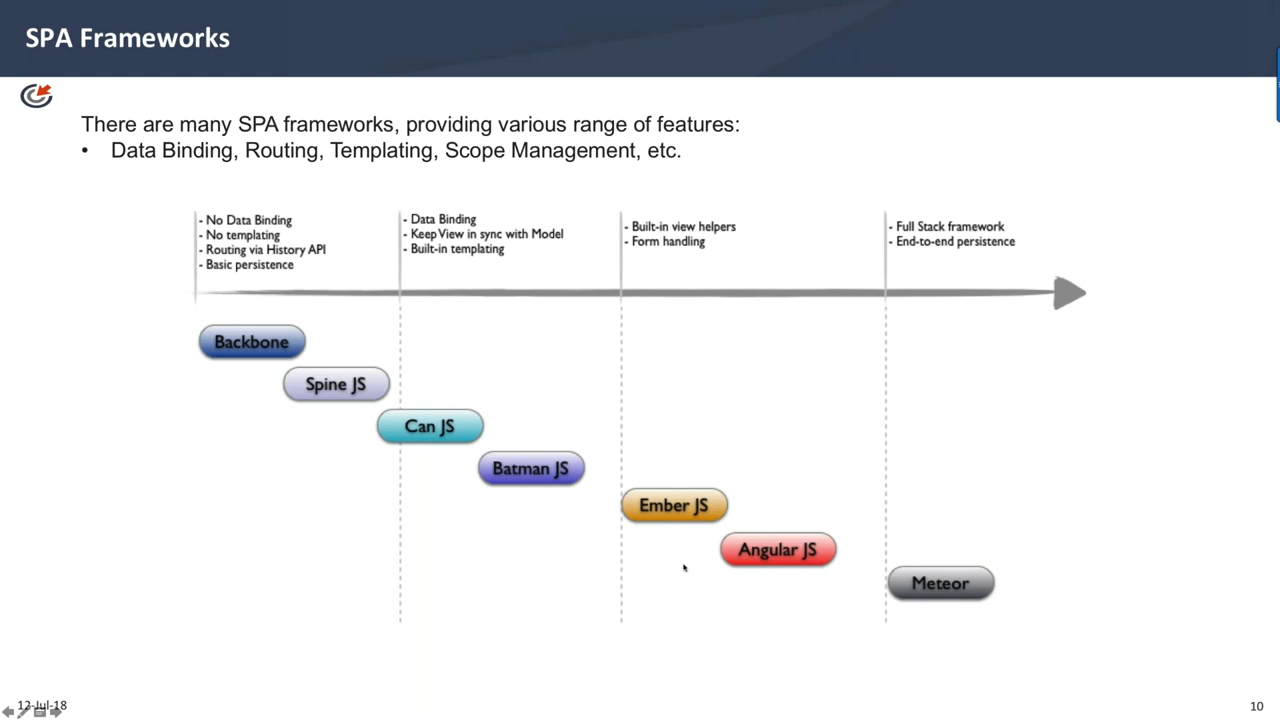 SPA Frameworks
There are many SPA frameworks, providing various range of features:
• Data Binding, Routing, Templating, Scope Management, etc.
- No Data Binding
- No templating
- Routing via History API
- Basic persistence
- Data Binding
- Keep View in sync with Model
- Built-in templating
- Built-in view helpers
- Form handling
- Full Stack framework
- End-to-end persistence
Backbone
Spine JS
Can JS
Batman JS
Ember JS
Angular JS
Meteor
12-Jul-18
10